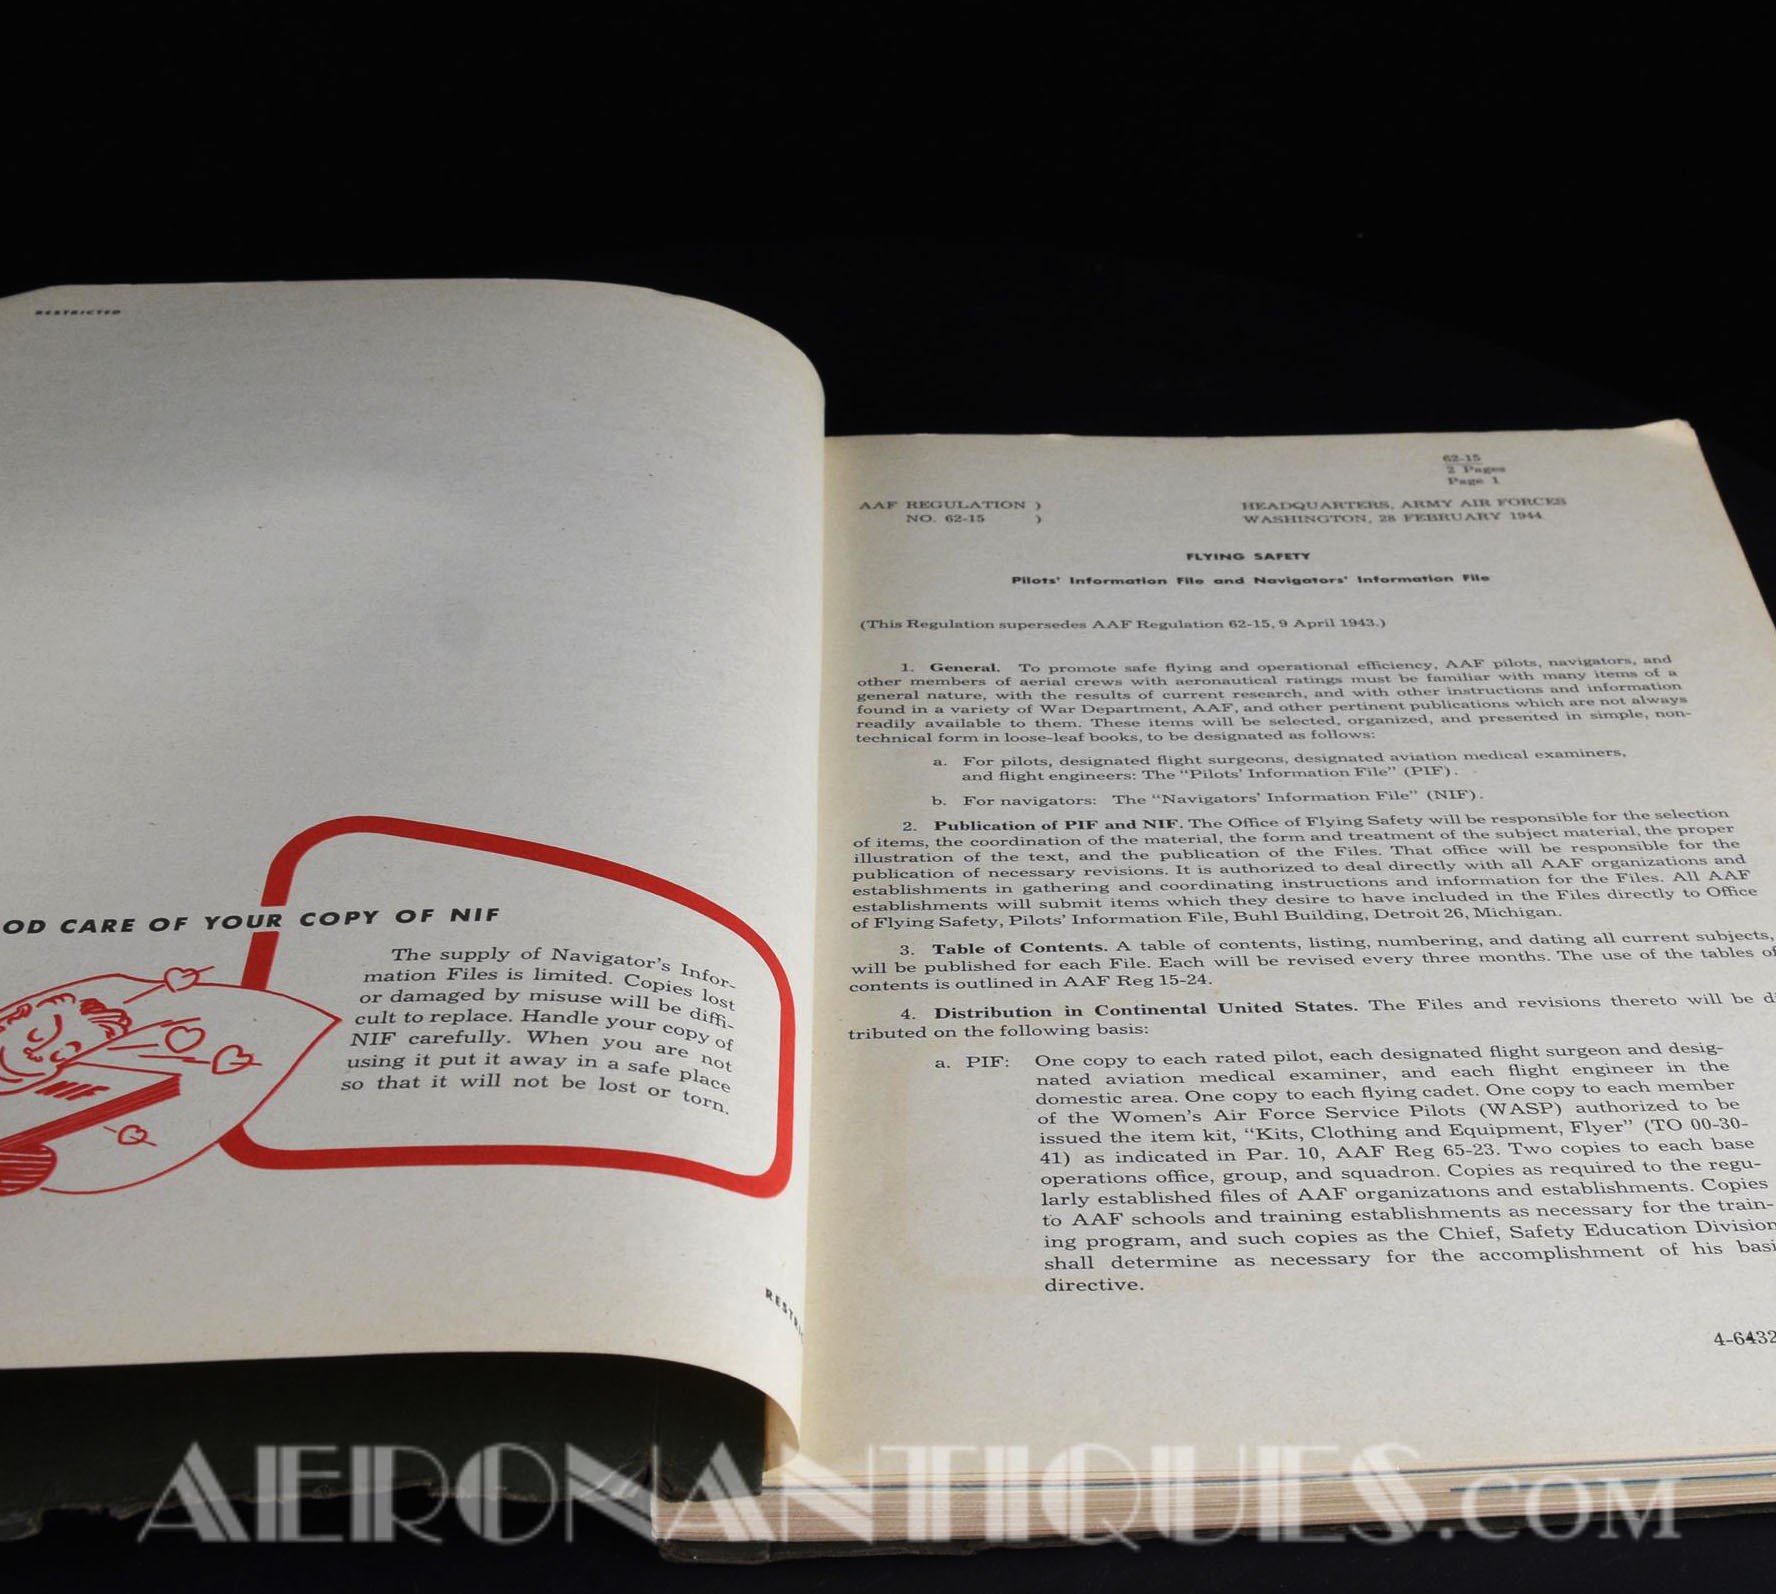 RESTRICTED
OD CARE OF YOUR COPY OF NIF
The supply of Navigator's Infor-
mation Files is limited. Copies lost
or damaged by misuse will be diffi-
cult to replace. Handle your copy of
NIF carefully. When you are not
using it put it away in a safe place
so that it will not be lost or torn.
NIF
RESTRI
62-15
2 Pages
Page 1
AAF REGULATION )
NO. 62-15 )
HEADQUARTERS, ARMY AIR FORCES
WASHINGTON, 28 FEBRUARY 1944
FLYING SAFETY
Pilots' Information File and Navigators' Information File
(This Regulation supersedes AAF Regulation 62-15, 9 April 1943.)
1. General. To promote safe flying and operational efficiency, AAF pilots, navigators, and
other members of aerial crews with aeronautical ratings must be familiar with many items of a
general nature, with the results of current research, and with other instructions and information
found in a variety of War Department, AAF, and other pertinent publications which are not always
readily available to them. These items will be selected, organized, and presented in simple, non-
technical form in loose-leaf books, to be designated as follows:
a. For pilots, designated flight surgeons, designated aviation medical examiners,
and flight engineers: The "Pilots' Information File" (PIF).
b. For navigators: The "Navigators' Information File" (NIF).
2. Publication of PIF and NIF. The Office of Flying Safety will be responsible for the selection
of items, the coordination of the material, the form and treatment of the subject material, the proper
illustration of the text, and the publication of the Files. That office will be responsible for the
publication of necessary revisions. It is authorized to deal directly with all AAF organizations and
establishments in gathering and coordinating instructions and information for the Files. All AAF
establishments will submit items which they desire to have included in the Files directly to Office
of Flying Safety, Pilots' Information File, Buhl Building, Detroit 26, Michigan.
3. Table of Contents. A table of contents, listing, numbering, and dating all current subjects,
will be published for each File. Each will be revised every three months. The use of the tables of
contents is outlined in AAF Reg 15-24.
4. Distribution in Continental United States. The Files and revisions thereto will be di
tributed on the following basis:
a. PIF: One copy to each rated pilot, each designated flight surgeon and desig-
nated aviation medical examiner, and each flight engineer in the
domestic area. One copy to each flying cadet. One copy to each member
of the Women's Air Force Service Pilots (WASP) authorized to be
issued the item kit, "Kits, Clothing and Equipment, Flyer" (TO 00-30-
41) as indicated in Par. 10, AAF Reg 65-23. Two copies to each base
operations office, group, and squadron. Copies as required to the regu-
larly established files of AAF organizations and establishments. Copies
to AAF schools and training establishments as necessary for the train-
ing program, and such copies as the Chief, Safety Education Division
shall determine as necessary for the accomplishment of his basi
directive.
4-6432
AERONANTIQUES.COM